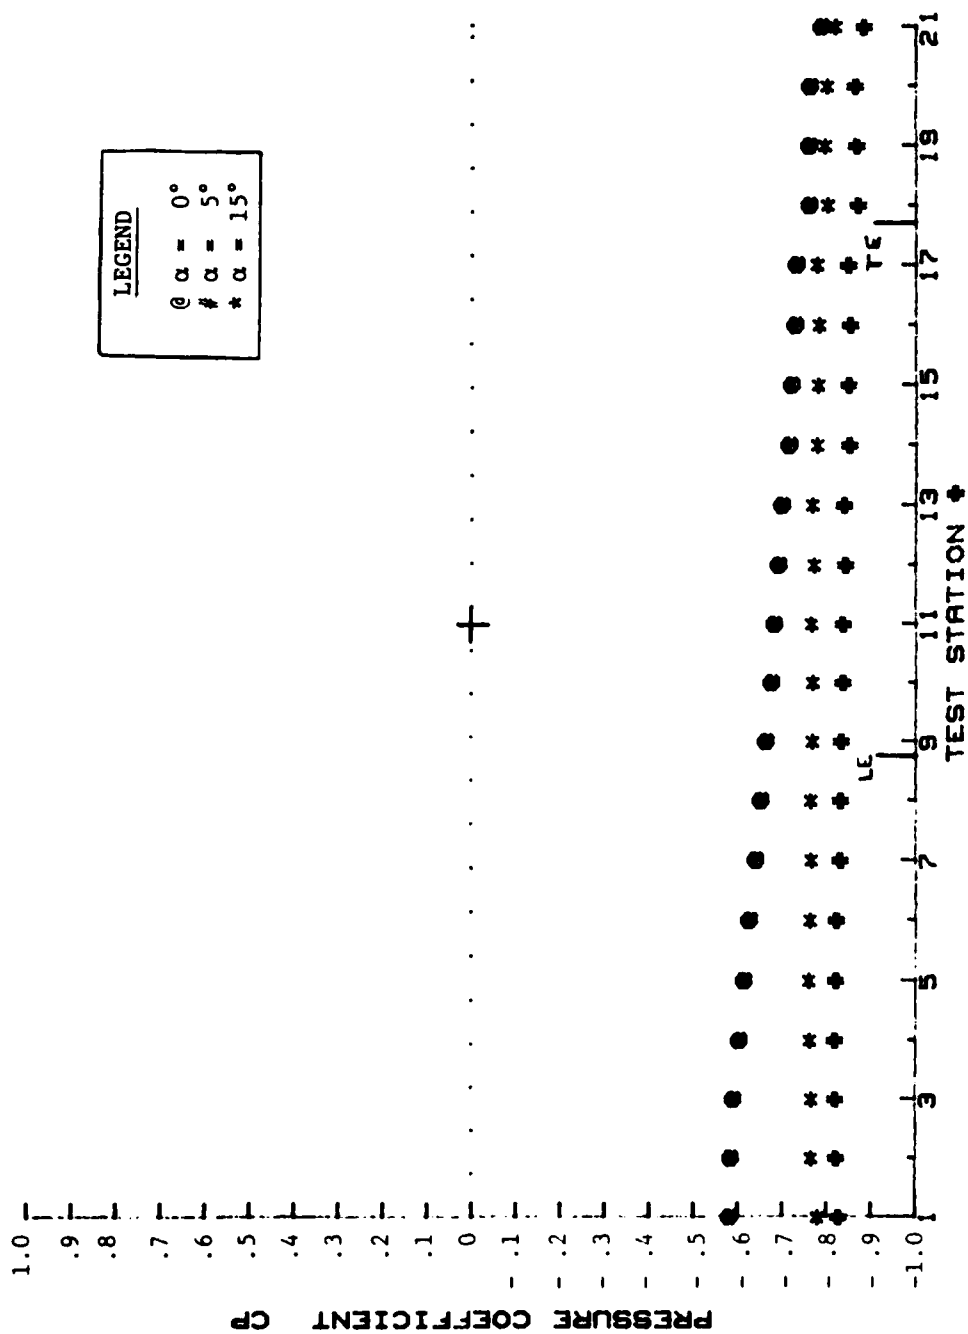 LEGEND
@ α = 0°
# α = 5°
* α = 15°
PRESSURE COEFFICIENT CP
1.0
.9
.8
.7
.6
.5
.4
.3
.2
.1
0
- .1
- .2
- .3
- .4
- .5
- .6
- .7
- .8
- .9
-1.0
LE
TE
1 3 5 7 9 11 13 15 17 19 21
TEST STATION #